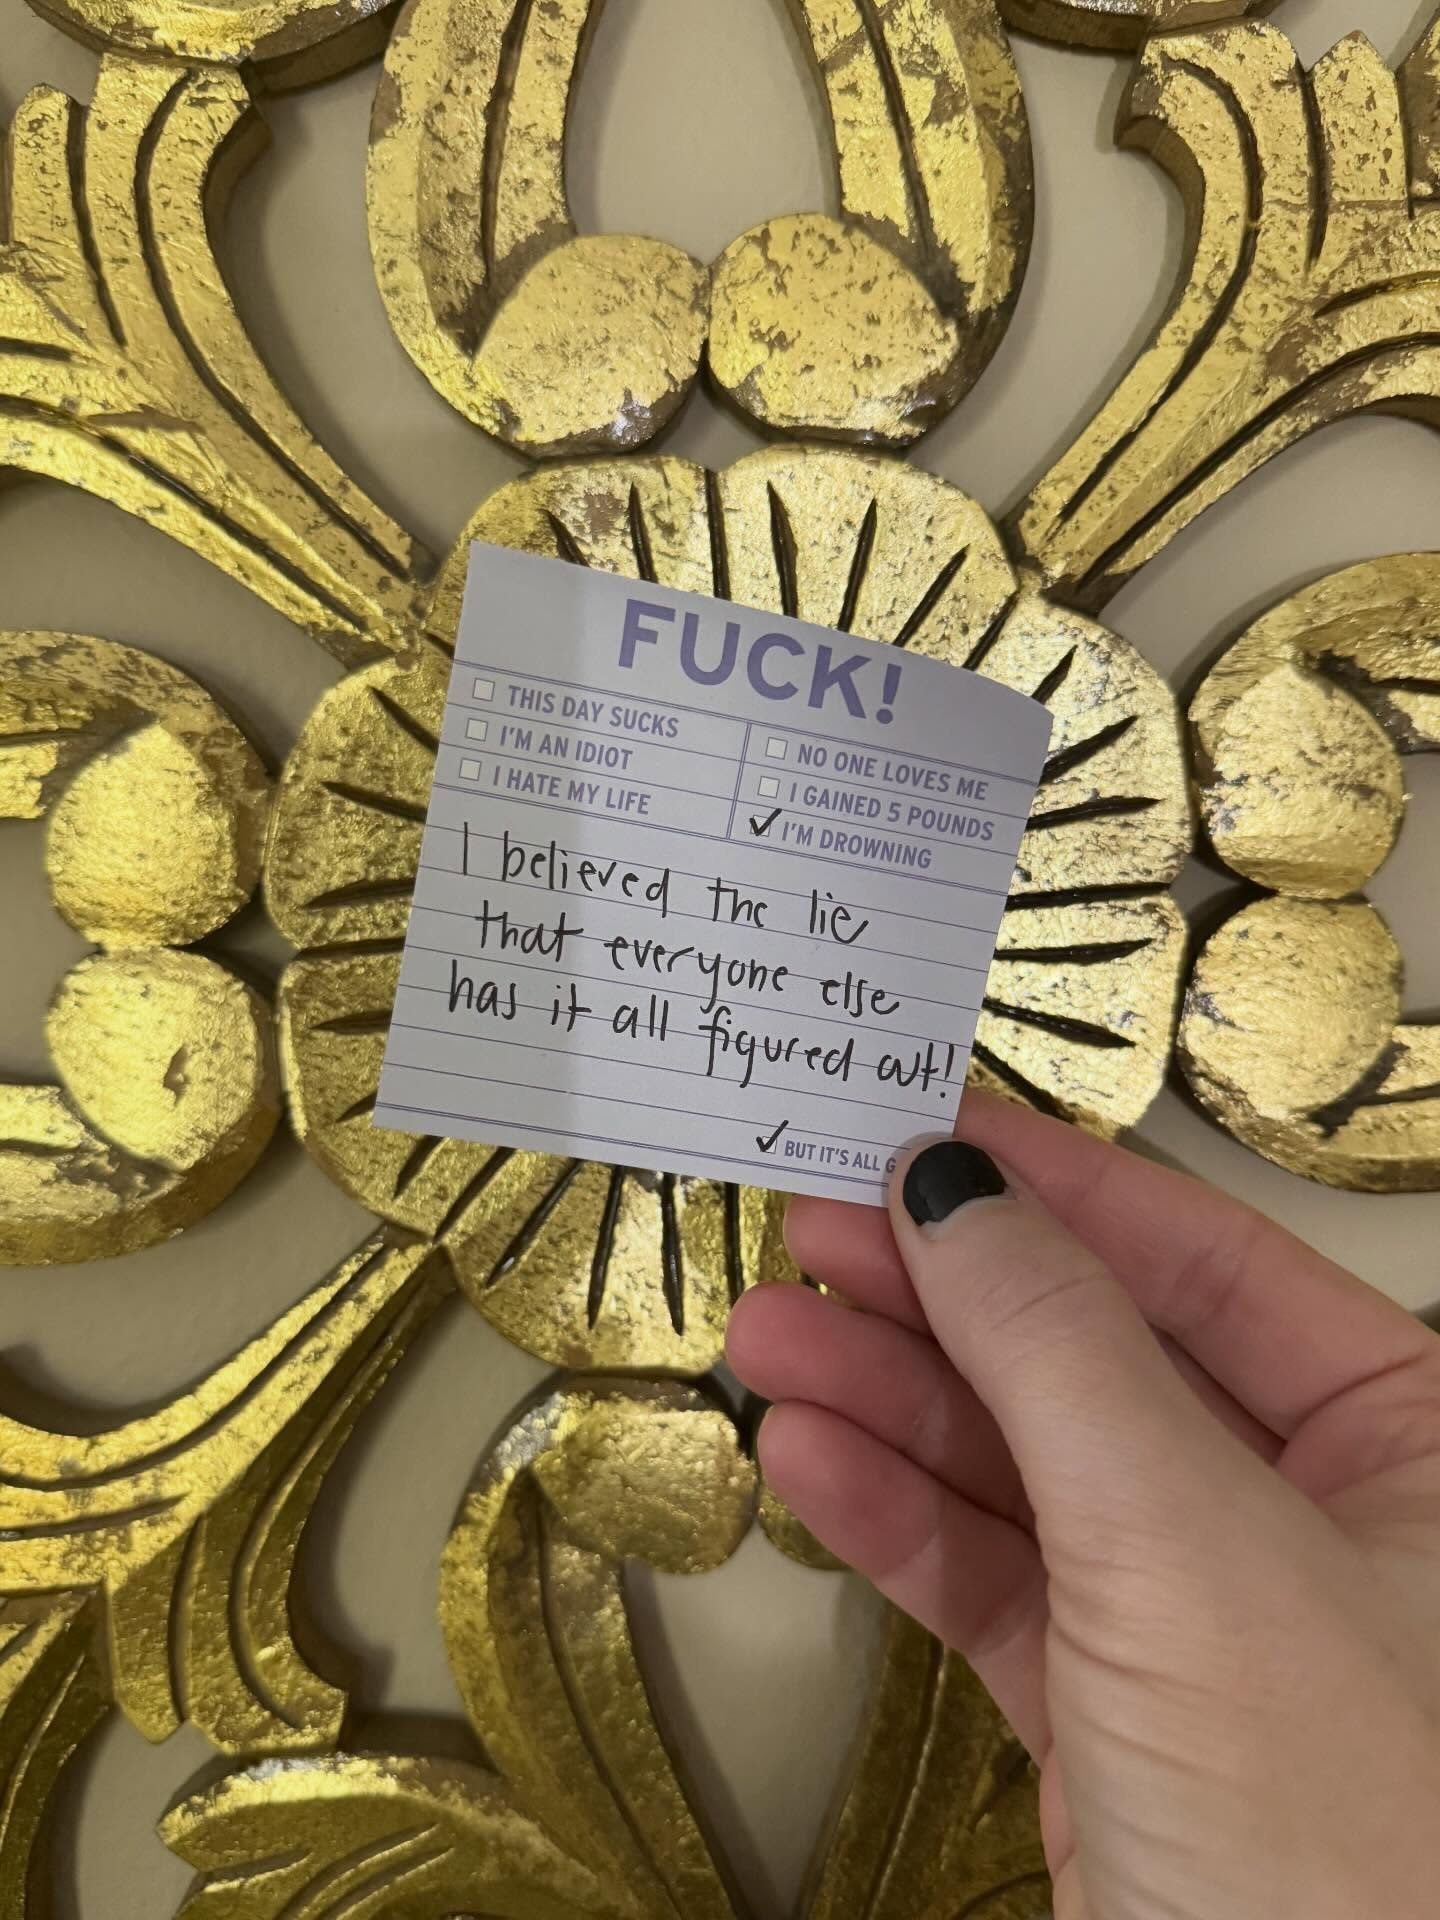 FUCK!
THIS DAY SUCKS
I'M AN IDIOT
I HATE MY LIFE
NO ONE LOVES ME
I GAINED 5 POUNDS
✓ I'M DROWNING
I believed the lie
that everyone else
has it all figured out!
✓ BUT IT'S ALL